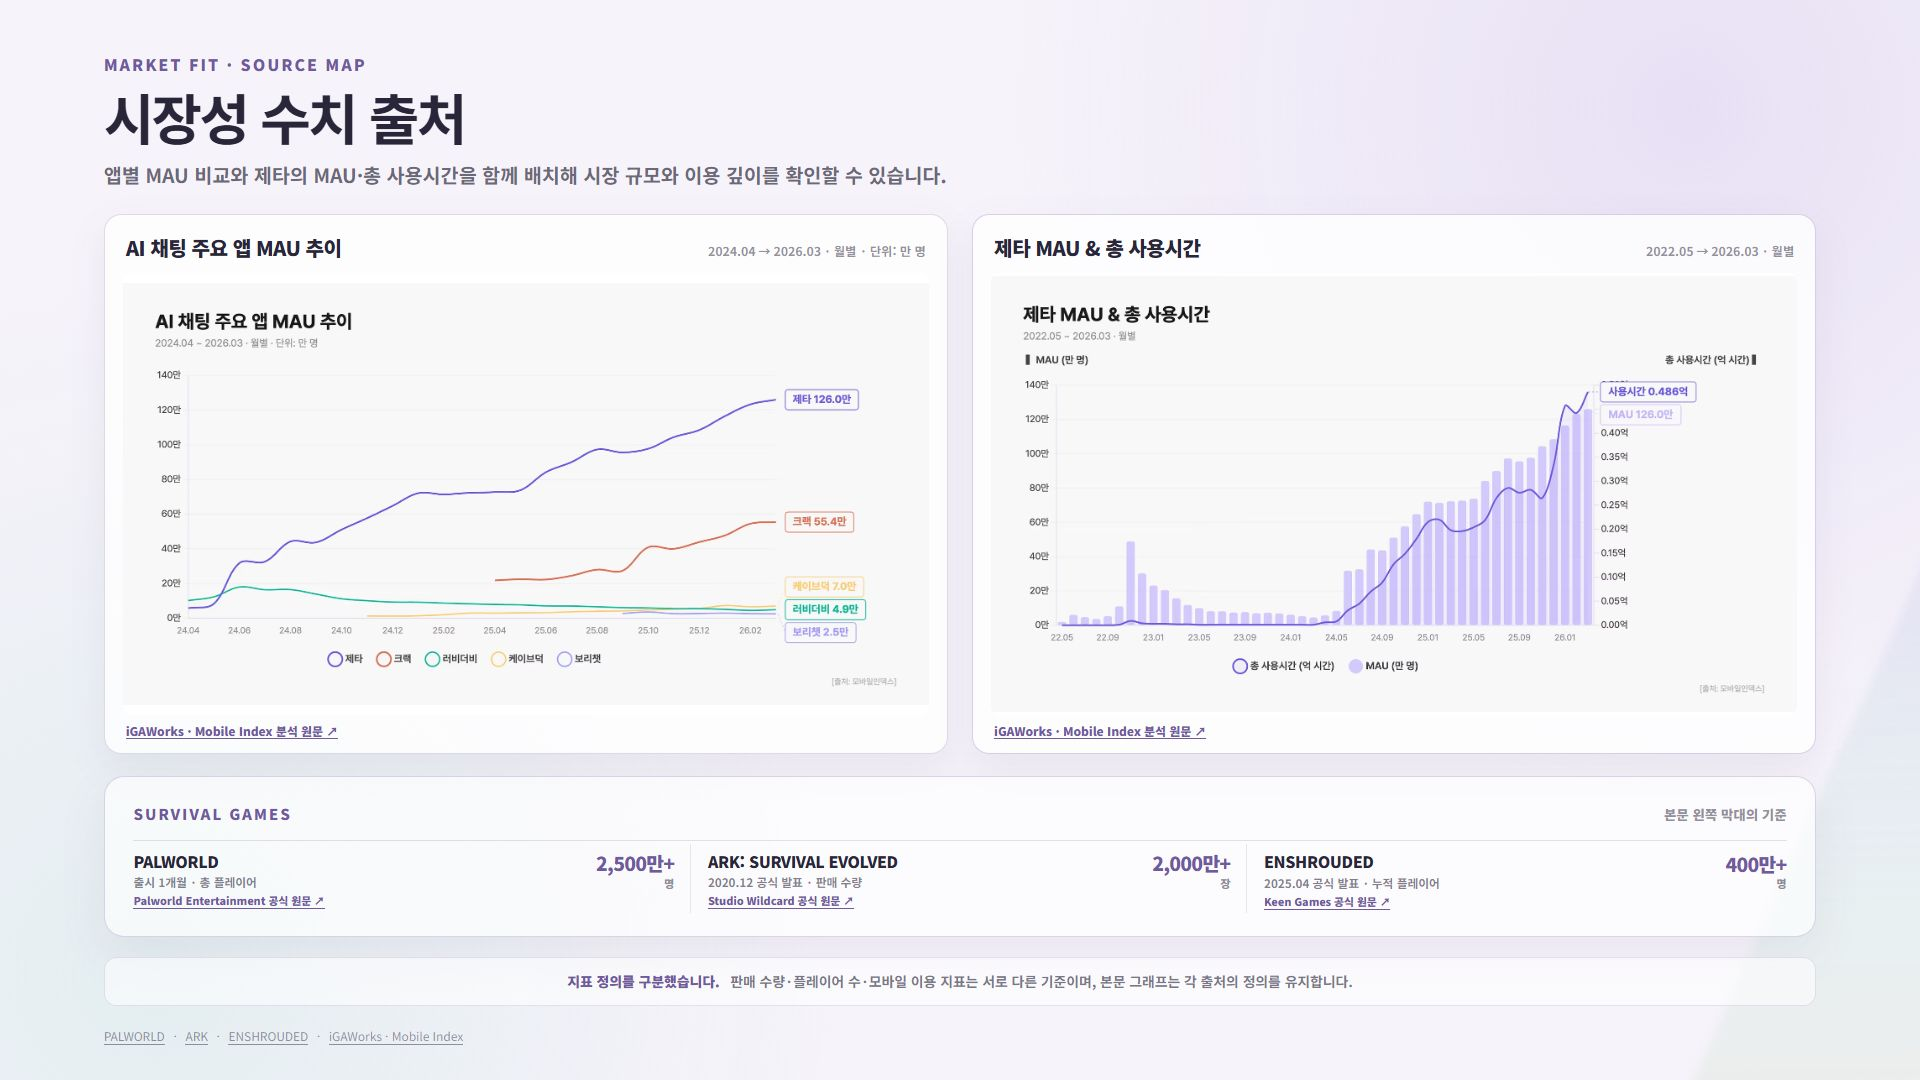 MARKET FIT · SOURCE MAP
시장성 수치 출처
앱별 MAU 비교와 제타의 MAU·총 사용시간을 함께 배치해 시장 규모와 이용 깊이를 확인할 수 있습니다.
AI 채팅 주요 앱 MAU 추이
2024.04 → 2026.03 · 월별 · 단위: 만 명
AI 채팅 주요 앱 MAU 추이
2024.04 ~ 2026.03 · 월별 · 단위: 만 명
140만
120만
100만
80만
60만
40만
20만
0만
24.04 24.06 24.08 24.10 24.12 25.02 25.04 25.06 25.08 25.10 25.12 26.02
제타 126.0만
크랙 55.4만
케이브덕 7.0만
러비더비 4.9만
보리챗 2.5만
제타 크랙 러비더비 케이브덕 보리챗
[출처: 모바일인덱스]
iGAWorks · Mobile Index 분석 원문 ↗
제타 MAU & 총 사용시간
2022.05 → 2026.03 · 월별
제타 MAU & 총 사용시간
2022.05 ~ 2026.03 · 월별
MAU (만 명)
총 사용시간 (억 시간)
140만
120만
100만
80만
60만
40만
20만
0만
사용시간 0.486억
MAU 126.0만
0.40억
0.35억
0.30억
0.25억
0.20억
0.15억
0.10억
0.05억
0.00억
22.05 22.09 23.01 23.05 23.09 24.01 24.05 24.09 25.01 25.05 25.09 26.01
총 사용시간 (억 시간) MAU (만 명)
[출처: 모바일인덱스]
iGAWorks · Mobile Index 분석 원문 ↗
SURVIVAL GAMES
본문 왼쪽 막대의 기준
PALWORLD
2,500만+
출시 1개월 · 총 플레이어
명
Palworld Entertainment 공식 원문 ↗
ARK: SURVIVAL EVOLVED
2,000만+
2020.12 공식 발표 · 판매 수량
장
Studio Wildcard 공식 원문 ↗
ENSHROUDED
400만+
2025.04 공식 발표 · 누적 플레이어
명
Keen Games 공식 원문 ↗
지표 정의를 구분했습니다. 판매 수량·플레이어 수·모바일 이용 지표는 서로 다른 기준이며, 본문 그래프는 각 출처의 정의를 유지합니다.
PALWORLD · ARK · ENSHROUDED · iGAWorks · Mobile Index